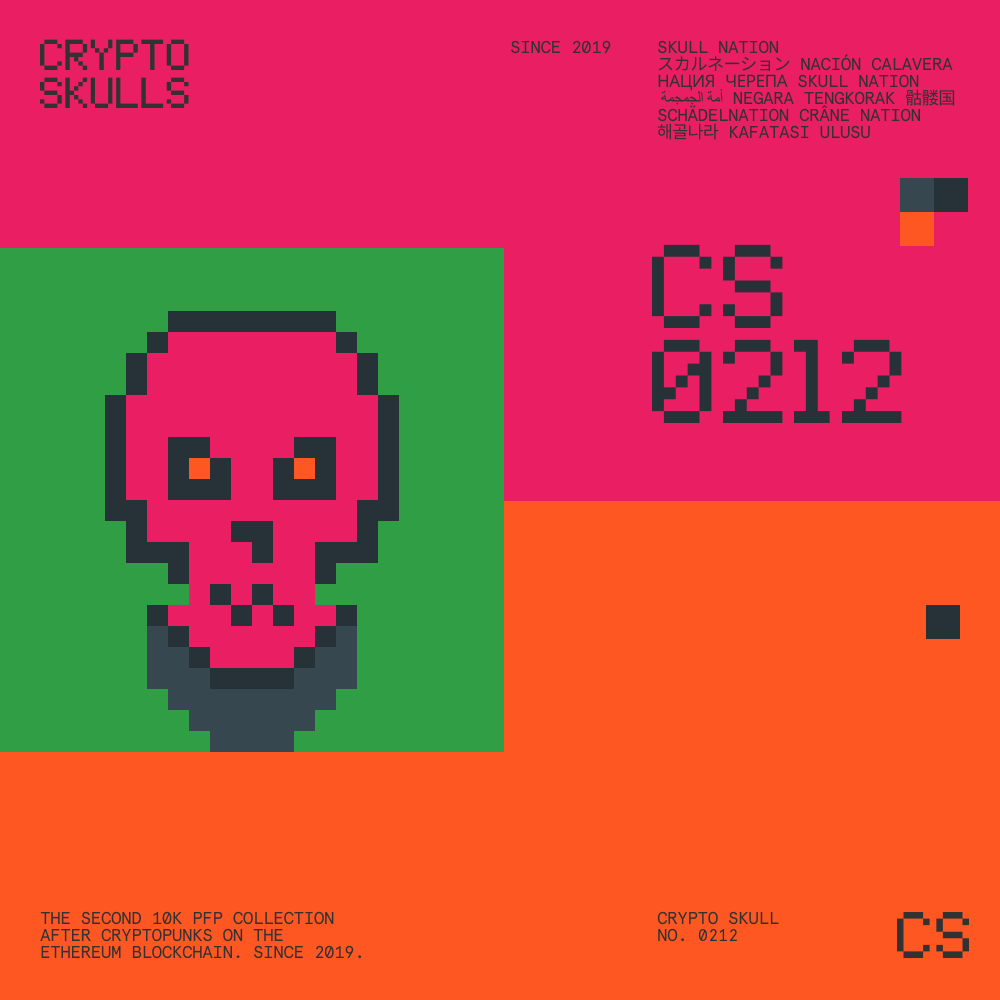 CRYPTO
SKULLS
SINCE 2019
SKULL NATION
スカルネーション NACIÓN CALAVERA
НАЦИЯ ЧЕРЕПА SKULL NATION
أمة الجمجمة NEGARA TENGKORAK 骷髅国
SCHÄDELNATION CRÂNE NATION
해골나라 KAFATASI ULUSU
CS
0212
THE SECOND 10K PFP COLLECTION
AFTER CRYPTOPUNKS ON THE
ETHEREUM BLOCKCHAIN. SINCE 2019.
CRYPTO SKULL
NO. 0212
CS